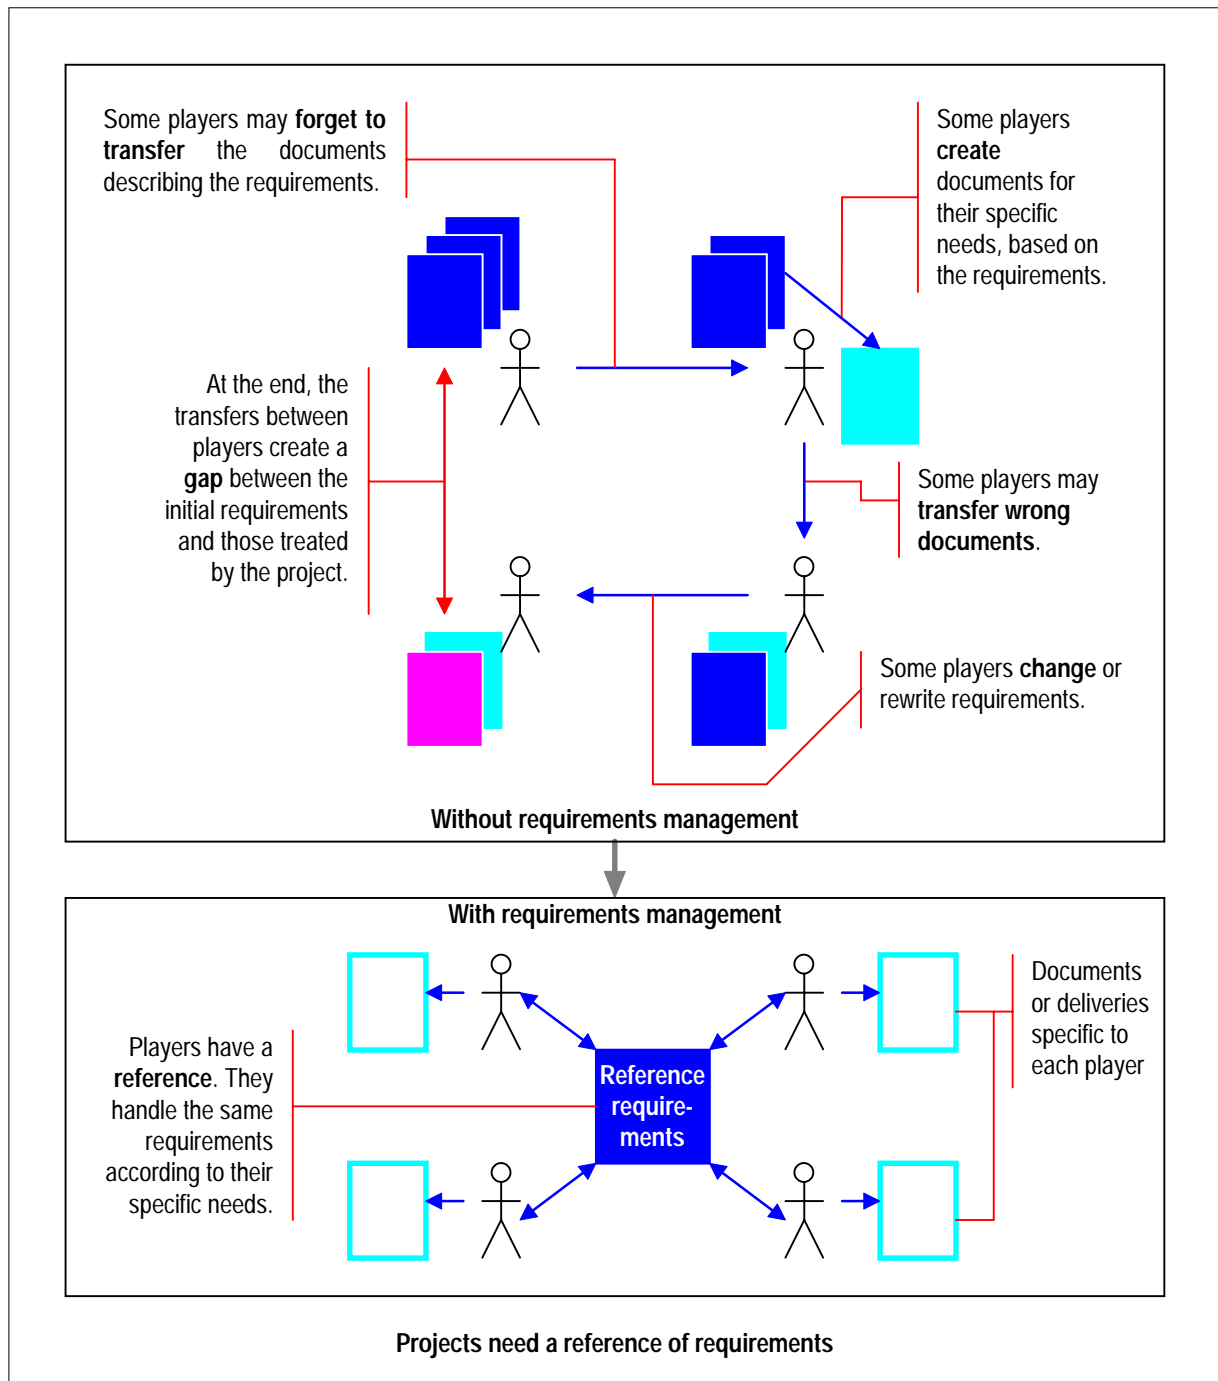 Some players may forget to
transfer the documents
describing the requirements.
Some players
create
documents for
their specific
needs, based on
the requirements.
At the end, the
transfers between
players create a
gap between the
initial requirements
and those treated
by the project.
Some players may
transfer wrong
documents.
Some players change or
rewrite requirements.
Without requirements management
With requirements management
Documents
or deliveries
specific to
each player
Players have a
reference. They
handle the same
requirements
according to their
specific needs.
Reference
require-
ments
Projects need a reference of requirements